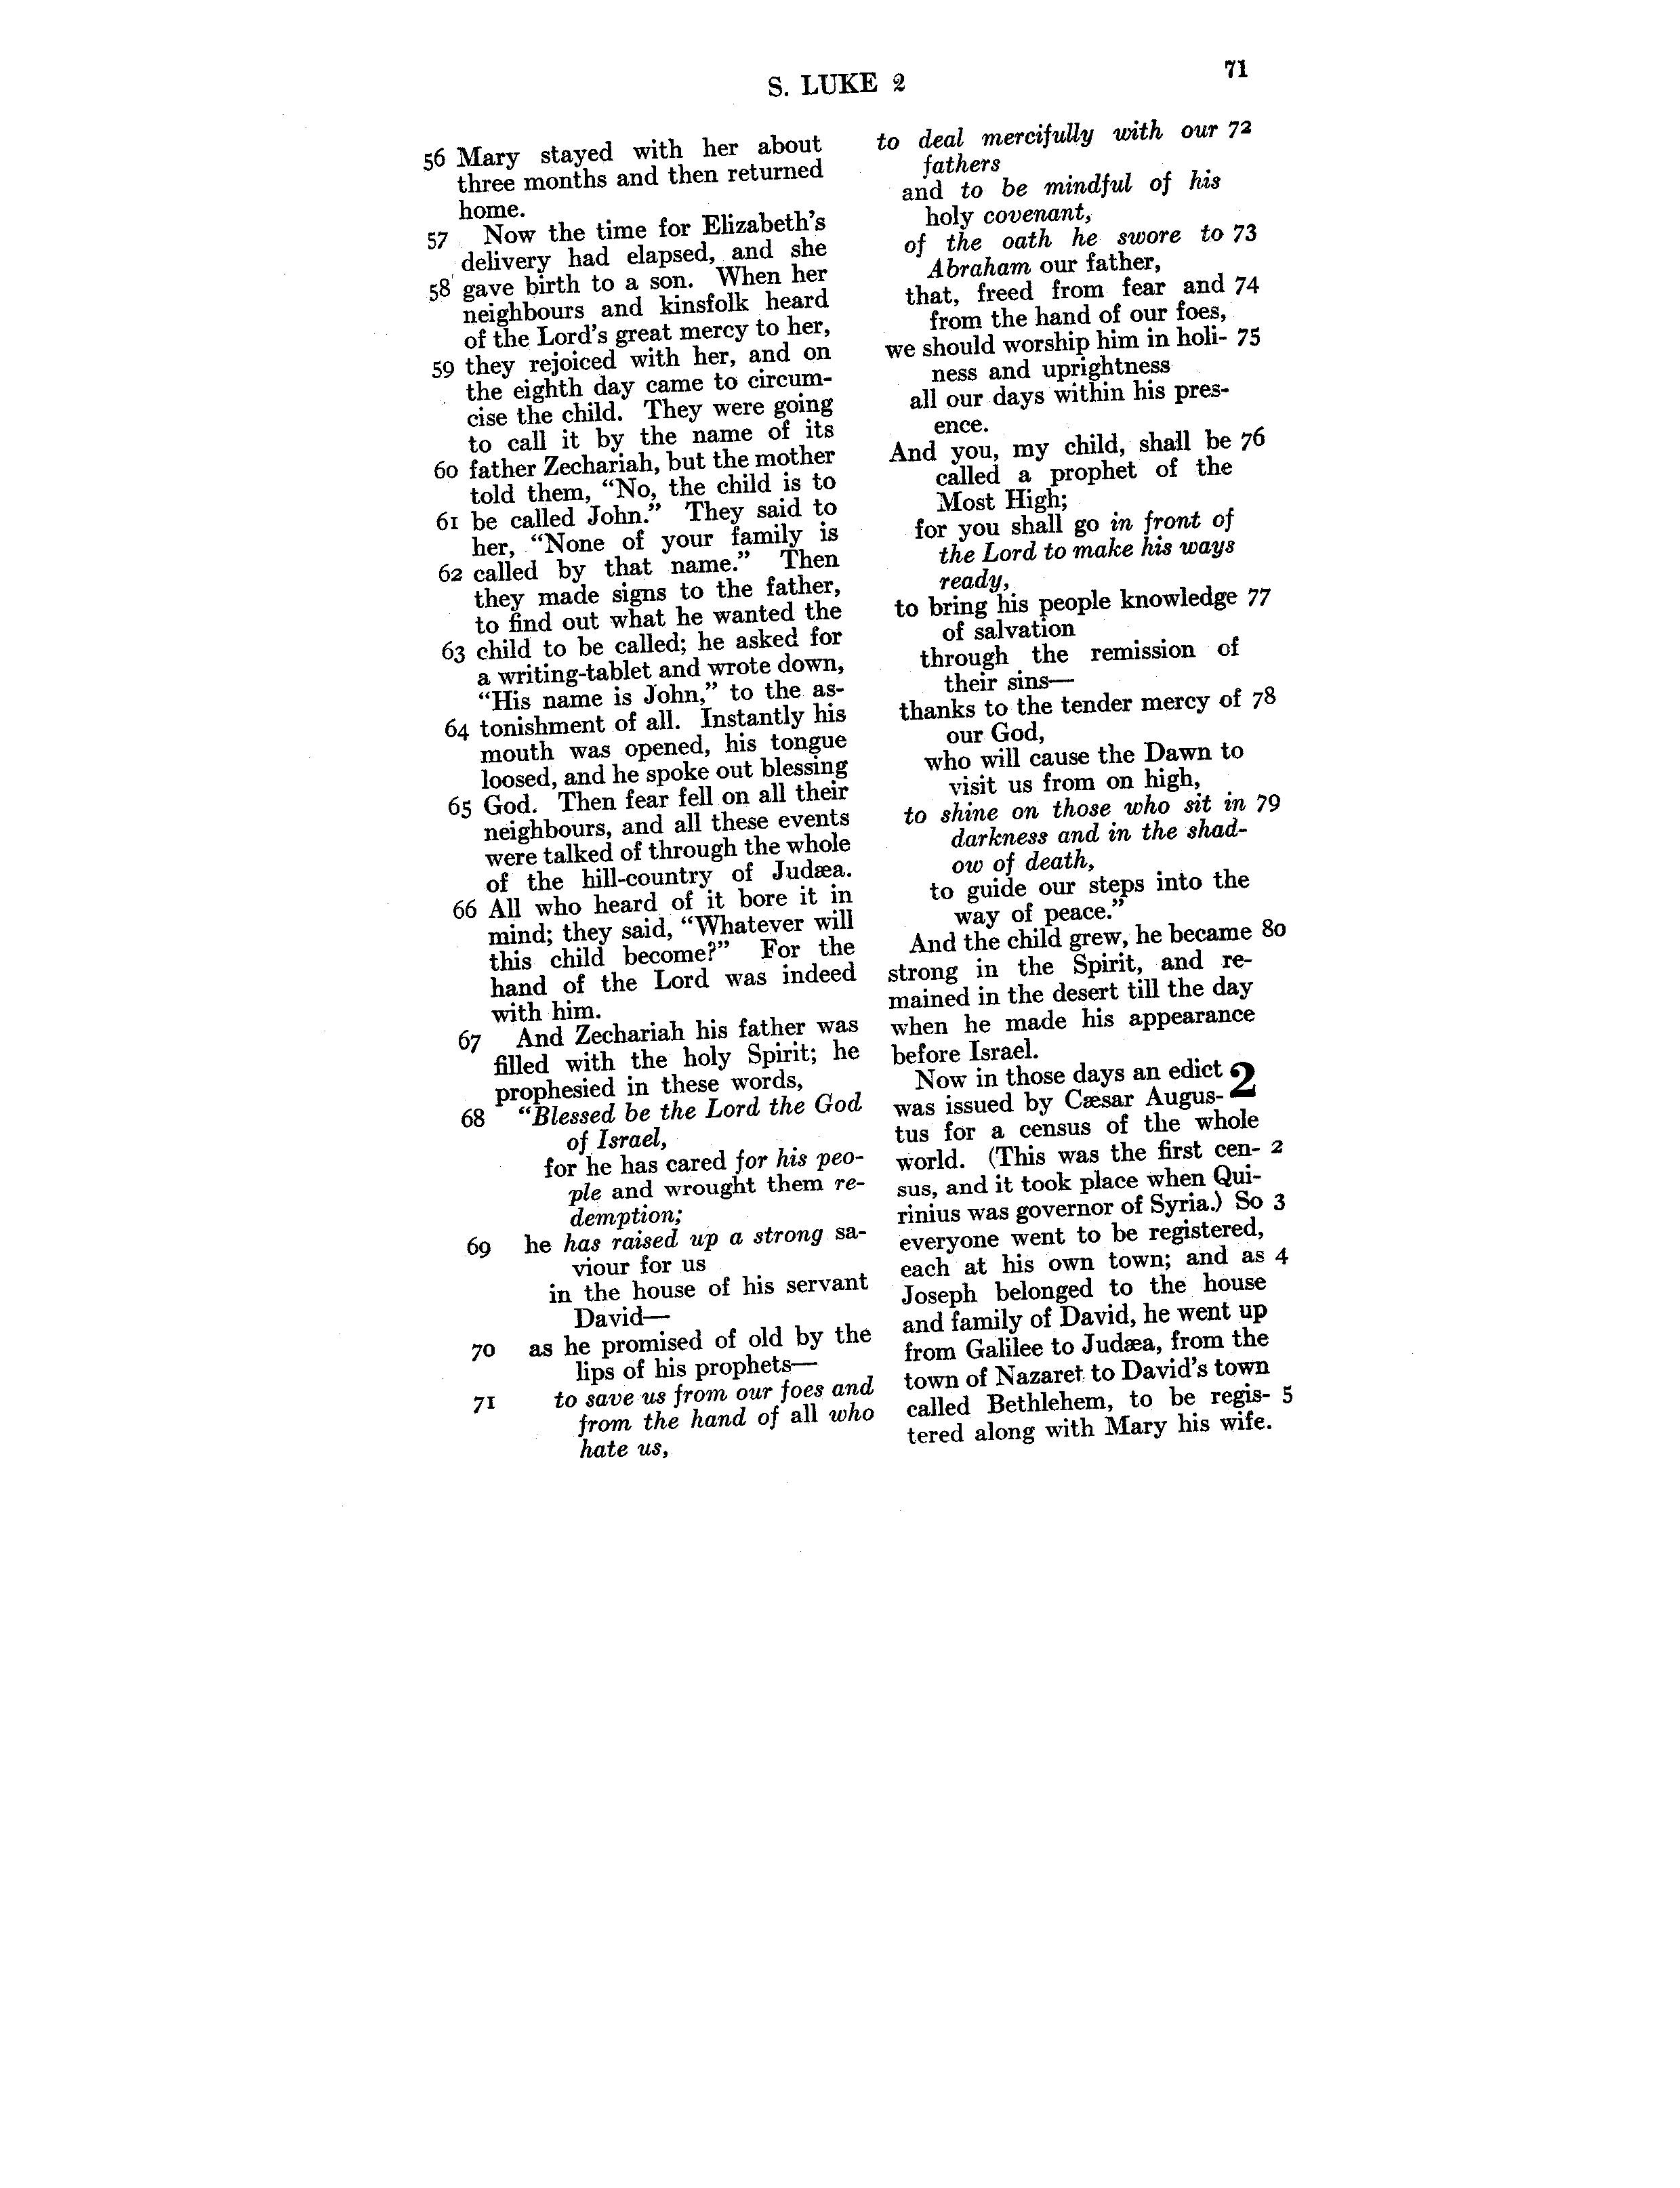 S. LUKE 2
71
56 Mary stayed with her about
three months and then returned
home.
57 Now the time for Elizabeth's
delivery had elapsed, and she
58 gave birth to a son. When her
neighbours and kinsfolk heard
of the Lord's great mercy to her,
59 they rejoiced with her, and on
the eighth day came to circum-
cise the child. They were going
to call it by the name of its
60 father Zechariah, but the mother
told them, “No, the child is to
61 be called John.” They said to
her, “None of your family is
62 called by that name.” Then
they made signs to the father,
to find out what he wanted the
63 child to be called; he asked for
a writing-tablet and wrote down,
“His name is John,” to the as-
64 tonishment of all. Instantly his
mouth was opened, his tongue
loosed, and he spoke out blessing
65 God. Then fear fell on all their
neighbours, and all these events
were talked of through the whole
of the hill-country of Judæa.
66 All who heard of it bore it in
mind; they said, “Whatever will
this child become?” For the
hand of the Lord was indeed
with him.
67 And Zechariah his father was
filled with the holy Spirit; he
prophesied in these words,
68 “Blessed be the Lord the God
of Israel,
for he has cared for his peo-
ple and wrought them re-
demption;
69 he has raised up a strong sa-
viour for us
in the house of his servant
David—
70 as he promised of old by the
lips of his prophets—
71 to save us from our foes and
from the hand of all who
hate us,
to deal mercifully with our 72
fathers
and to be mindful of his
holy covenant,
of the oath he swore to 73
Abraham our father,
that, freed from fear and 74
from the hand of our foes,
we should worship him in holi- 75
ness and uprightness
all our days within his pres-
ence.
And you, my child, shall be 76
called a prophet of the
Most High;
for you shall go in front of
the Lord to make his ways
ready,
to bring his people knowledge 77
of salvation
through the remission of
their sins—
thanks to the tender mercy of 78
our God,
who will cause the Dawn to
visit us from on high,
to shine on those who sit in 79
darkness and in the shad-
ow of death,
to guide our steps into the
way of peace.”
And the child grew, he became 80
strong in the Spirit, and re-
mained in the desert till the day
when he made his appearance
before Israel.
Now in those days an edict 2
was issued by Cæsar Augus-
tus for a census of the whole
world. (This was the first cen- 2
sus, and it took place when Qui-
rinius was governor of Syria.) So 3
everyone went to be registered,
each at his own town; and as 4
Joseph belonged to the house
and family of David, he went up
from Galilee to Judæa, from the
town of Nazaret to David's town
called Bethlehem, to be regis- 5
tered along with Mary his wife.